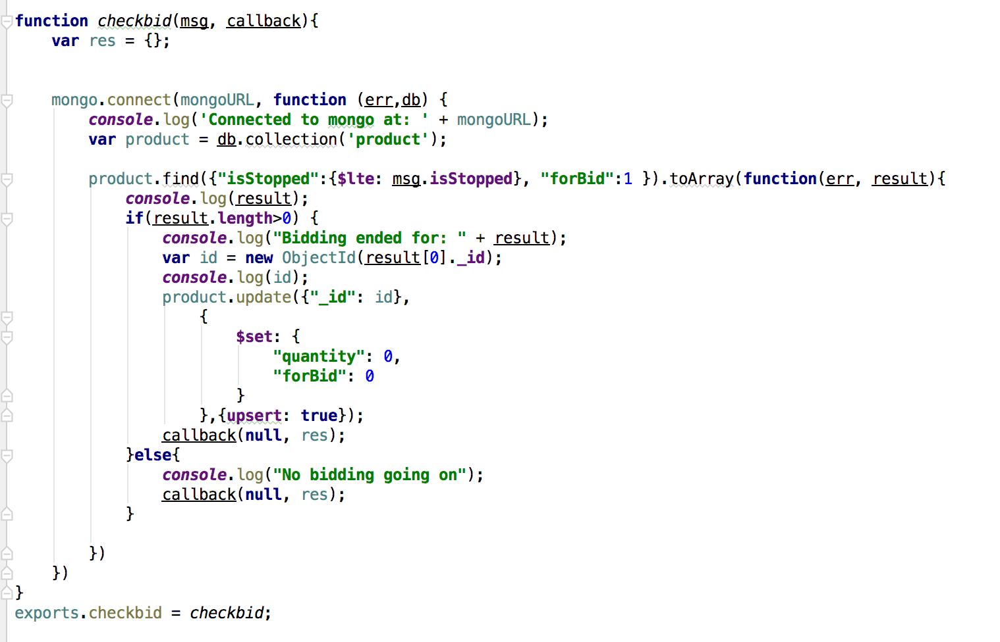 function checkbid(msg, callback){
    var res = {};
    mongo.connect(mongoURL, function (err,db) {
        console.log('Connected to mongo at: ' + mongoURL);
        var product = db.collection('product');
        product.find({"isStopped":{$lte: msg.isStopped}, "forBid":1 }).toArray(function(err, result){
            console.log(result);
            if(result.length>0) {
                console.log("Bidding ended for: " + result);
                var id = new ObjectId(result[0]._id);
                console.log(id);
                product.update({"_id": id},
                    {
                        $set: {
                            "quantity": 0,
                            "forBid": 0
                        }
                    },{upsert: true});
                callback(null, res);
            }else{
                console.log("No bidding going on");
                callback(null, res);
            }
        })
    })
}
exports.checkbid = checkbid;